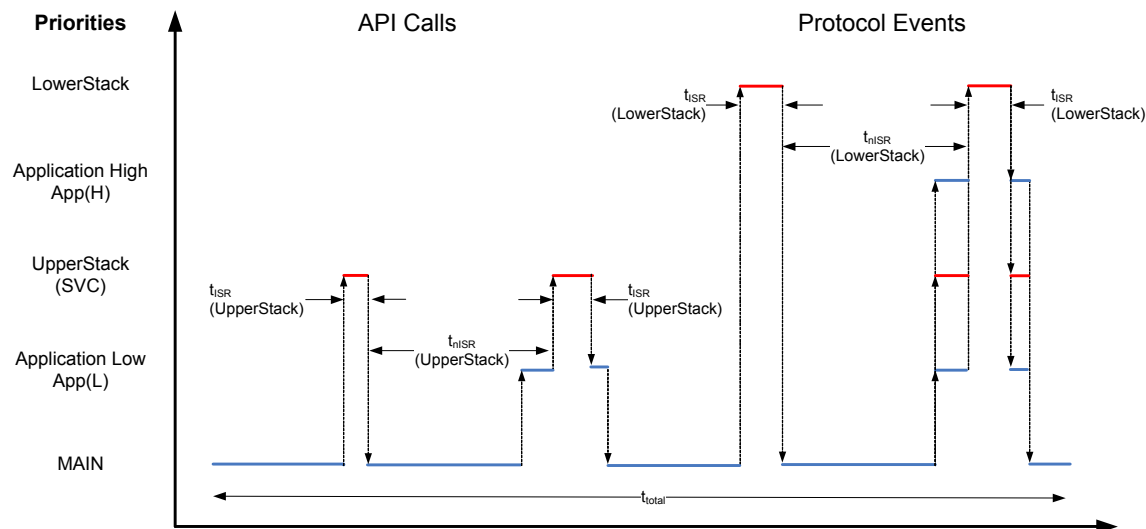 Priorities
API Calls
Protocol Events
LowerStack
Application High
App(H)
UpperStack
(SVC)
Application Low
App(L)
MAIN
tISR
(UpperStack)
tnISR
(UpperStack)
tISR
(UpperStack)
tISR
(LowerStack)
tnISR
(LowerStack)
tISR
(LowerStack)
ttotal